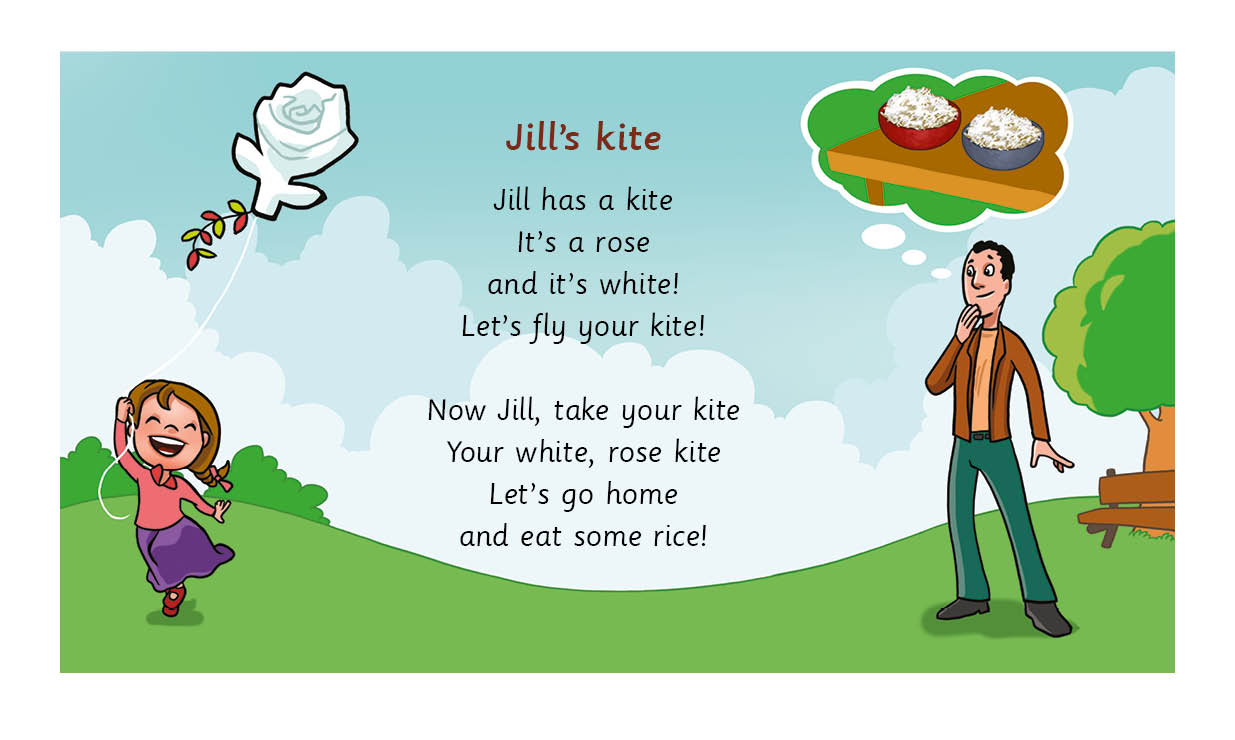 Jill’s kite
Jill has a kite
It’s a rose
and it’s white!
Let’s fly your kite!
Now Jill, take your kite
Your white, rose kite
Let’s go home
and eat some rice!